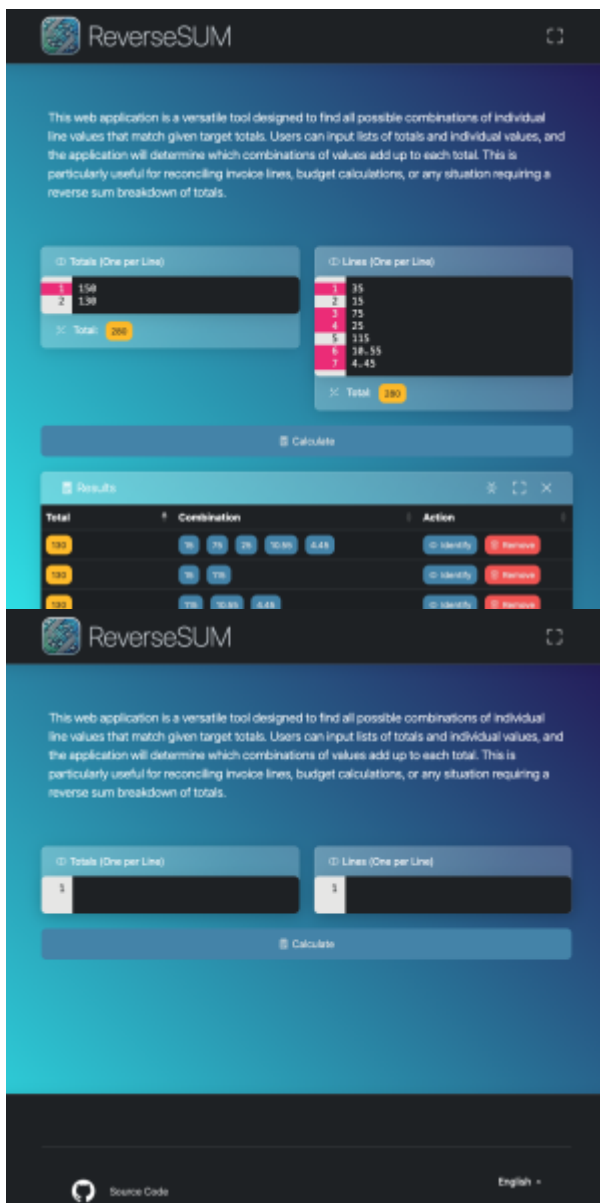 ReverseSUM
This web application is a versatile tool designed to find all possible combinations of individual
line values that match given target totals. Users can input lists of totals and individual values, and
the application will determine which combinations of values add up to each total. This is
particularly useful for reconciling invoice lines, budget calculations, or any situation requiring a
reverse sum breakdown of totals.
Totals (One per Line)
1 150
2 130
Total: 280
Lines (One per Line)
1 35
2 15
3 75
4 25
5 115
6 10.55
7 4.45
Total: 280
Calculate
Results
Total Combination Action
130 15 75 25 10.55 4.45 Identify Remove
130 15 115 Identify Remove
130 115 10.55 4.45 Identify Remove
ReverseSUM
This web application is a versatile tool designed to find all possible combinations of individual
line values that match given target totals. Users can input lists of totals and individual values, and
the application will determine which combinations of values add up to each total. This is
particularly useful for reconciling invoice lines, budget calculations, or any situation requiring a
reverse sum breakdown of totals.
Totals (One per Line) Lines (One per Line)
1 1
Calculate
Source Code English